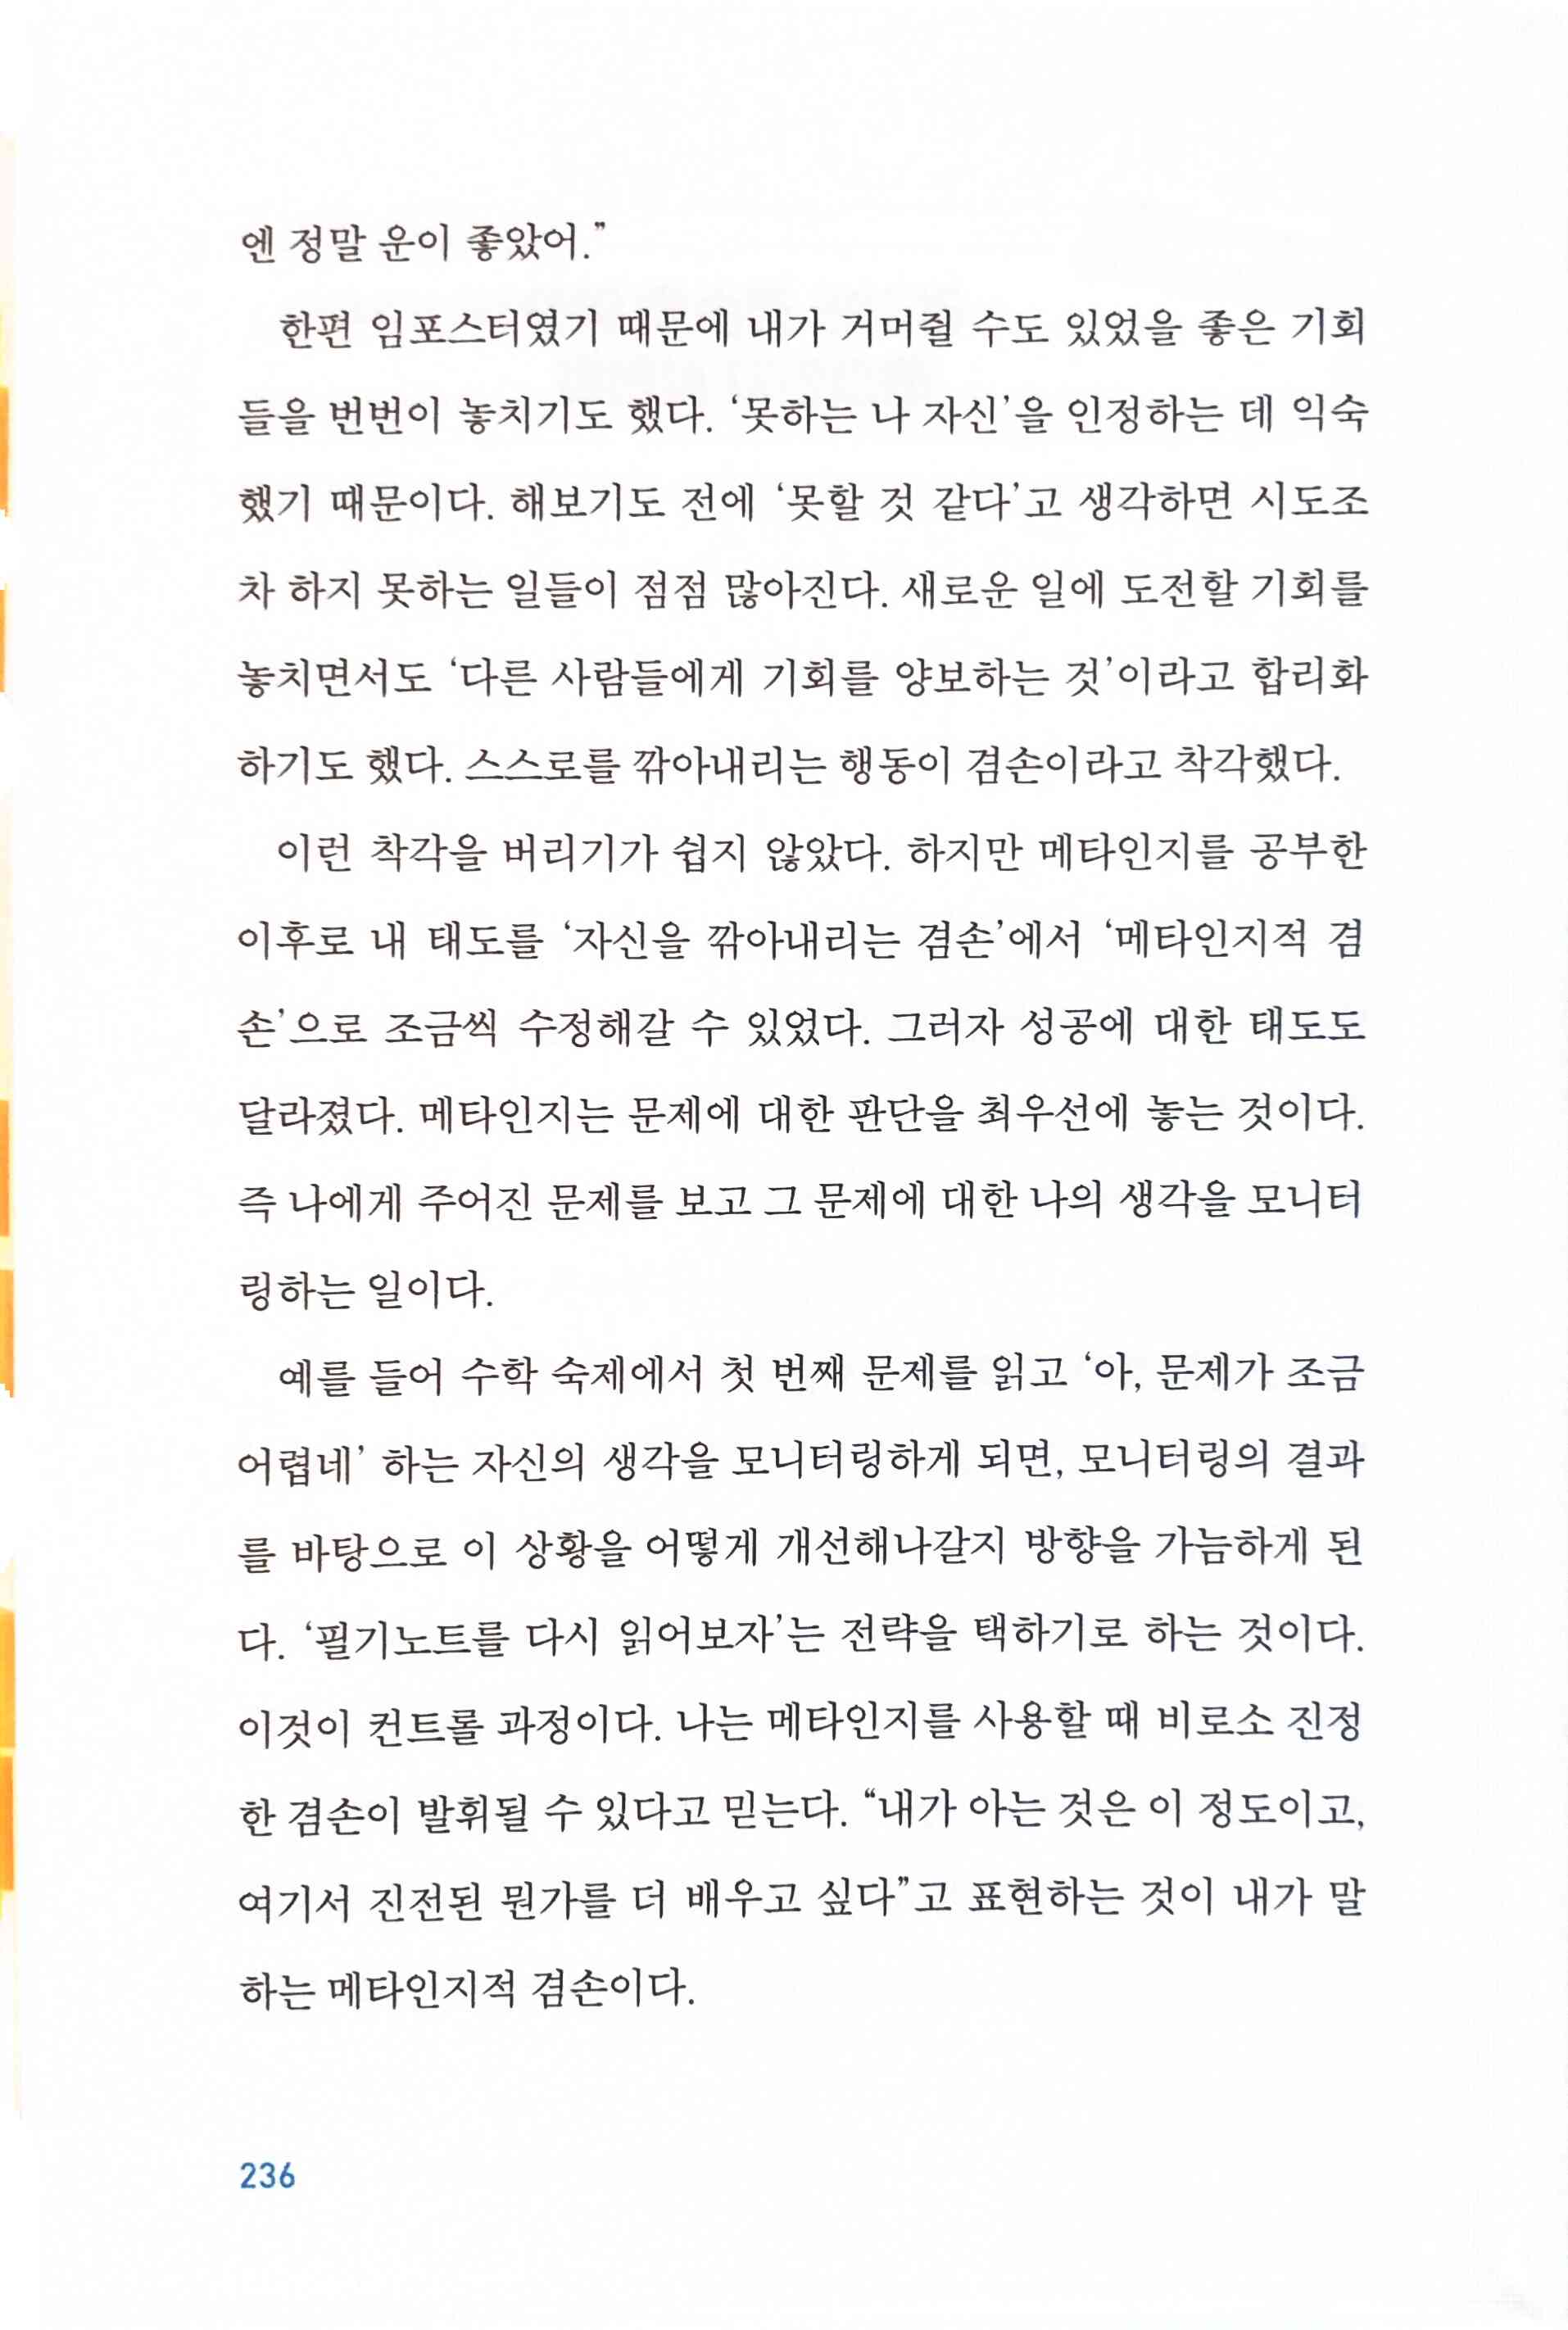 엔 정말 운이 좋았어.”
한편 임포스터였기 때문에 내가 거머쥘 수도 있었을 좋은 기회
들을 번번이 놓치기도 했다. ‘못하는 나 자신’을 인정하는 데 익숙
했기 때문이다. 해보기도 전에 ‘못할 것 같다’고 생각하면 시도조
차 하지 못하는 일들이 점점 많아진다. 새로운 일에 도전할 기회를
놓치면서도 ‘다른 사람들에게 기회를 양보하는 것’이라고 합리화
하기도 했다. 스스로를 깎아내리는 행동이 겸손이라고 착각했다.
이런 착각을 버리기가 쉽지 않았다. 하지만 메타인지를 공부한
이후로 내 태도를 ‘자신을 깎아내리는 겸손’에서 ‘메타인지적 겸
손’으로 조금씩 수정해갈 수 있었다. 그러자 성공에 대한 태도도
달라졌다. 메타인지는 문제에 대한 판단을 최우선에 놓는 것이다.
즉 나에게 주어진 문제를 보고 그 문제에 대한 나의 생각을 모니터
링하는 일이다.
예를 들어 수학 숙제에서 첫 번째 문제를 읽고 ‘아, 문제가 조금
어렵네’ 하는 자신의 생각을 모니터링하게 되면, 모니터링의 결과
를 바탕으로 이 상황을 어떻게 개선해나갈지 방향을 가늠하게 된
다. ‘필기노트를 다시 읽어보자’는 전략을 택하기로 하는 것이다.
이것이 컨트롤 과정이다. 나는 메타인지를 사용할 때 비로소 진정
한 겸손이 발휘될 수 있다고 믿는다. “내가 아는 것은 이 정도이고,
여기서 진전된 뭔가를 더 배우고 싶다”고 표현하는 것이 내가 말
하는 메타인지적 겸손이다.
236